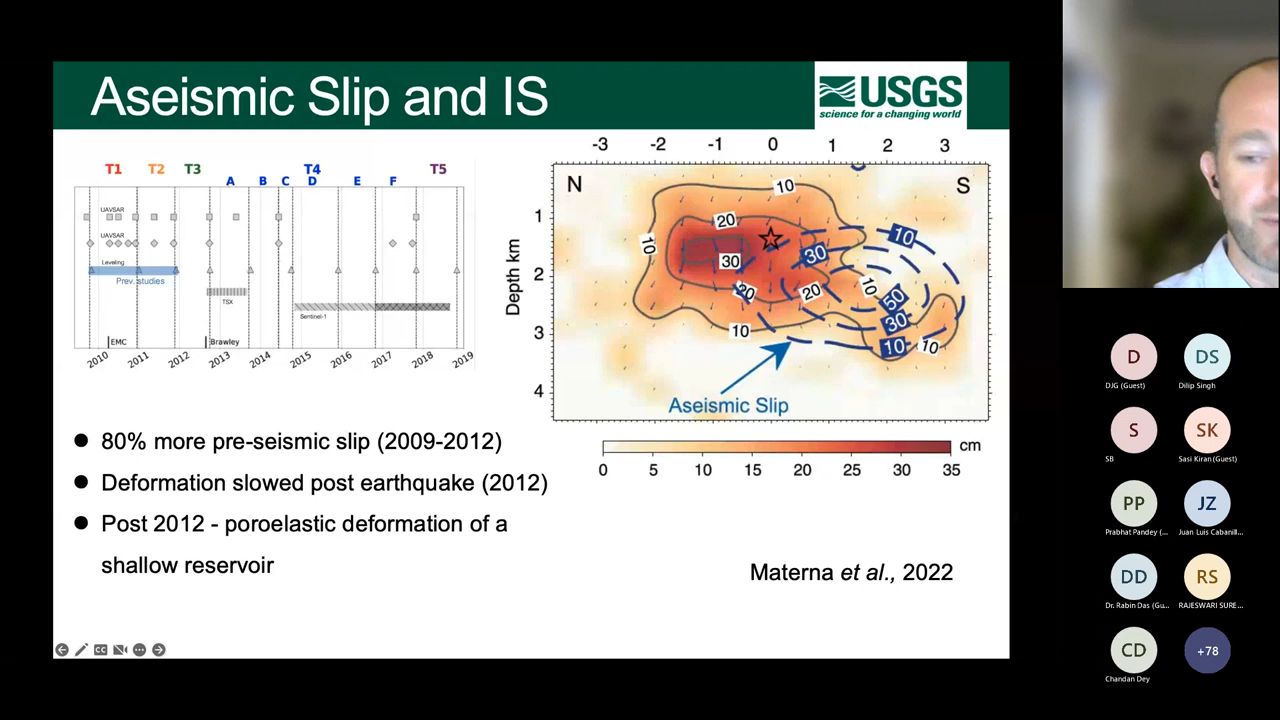 Aseismic Slip and IS
USGS
science for a changing world
T1 T2 T3 T4 T5
A B C D E F
UAVSAR
UAVSAR
Leveling
Prev. studies
TSX
Sentinel-1
EMC Brawley
2010 2011 2012 2013 2014 2015 2016 2017 2018 2019
-3 -2 -1 0 1 2 3
N S
Depth km
1
2
3
4
10
20
10
30
20
10
30
20
10
50
30
10
10
10
Aseismic Slip
cm
0 5 10 15 20 25 30 35
● 80% more pre-seismic slip (2009-2012)
● Deformation slowed post earthquake (2012)
● Post 2012 - poroelastic deformation of a
shallow reservoir
Materna et al., 2022
D DS
DJG (Guest) Dilip Singh
S SK
SB Sasi Kiran (Guest)
PP JZ
Prabhat Pandey (... Juan Luis Cabanill...
DD RS
Dr. Rabin Das (Gu... RAJESWARI SURE...
CD +78
Chandan Dey